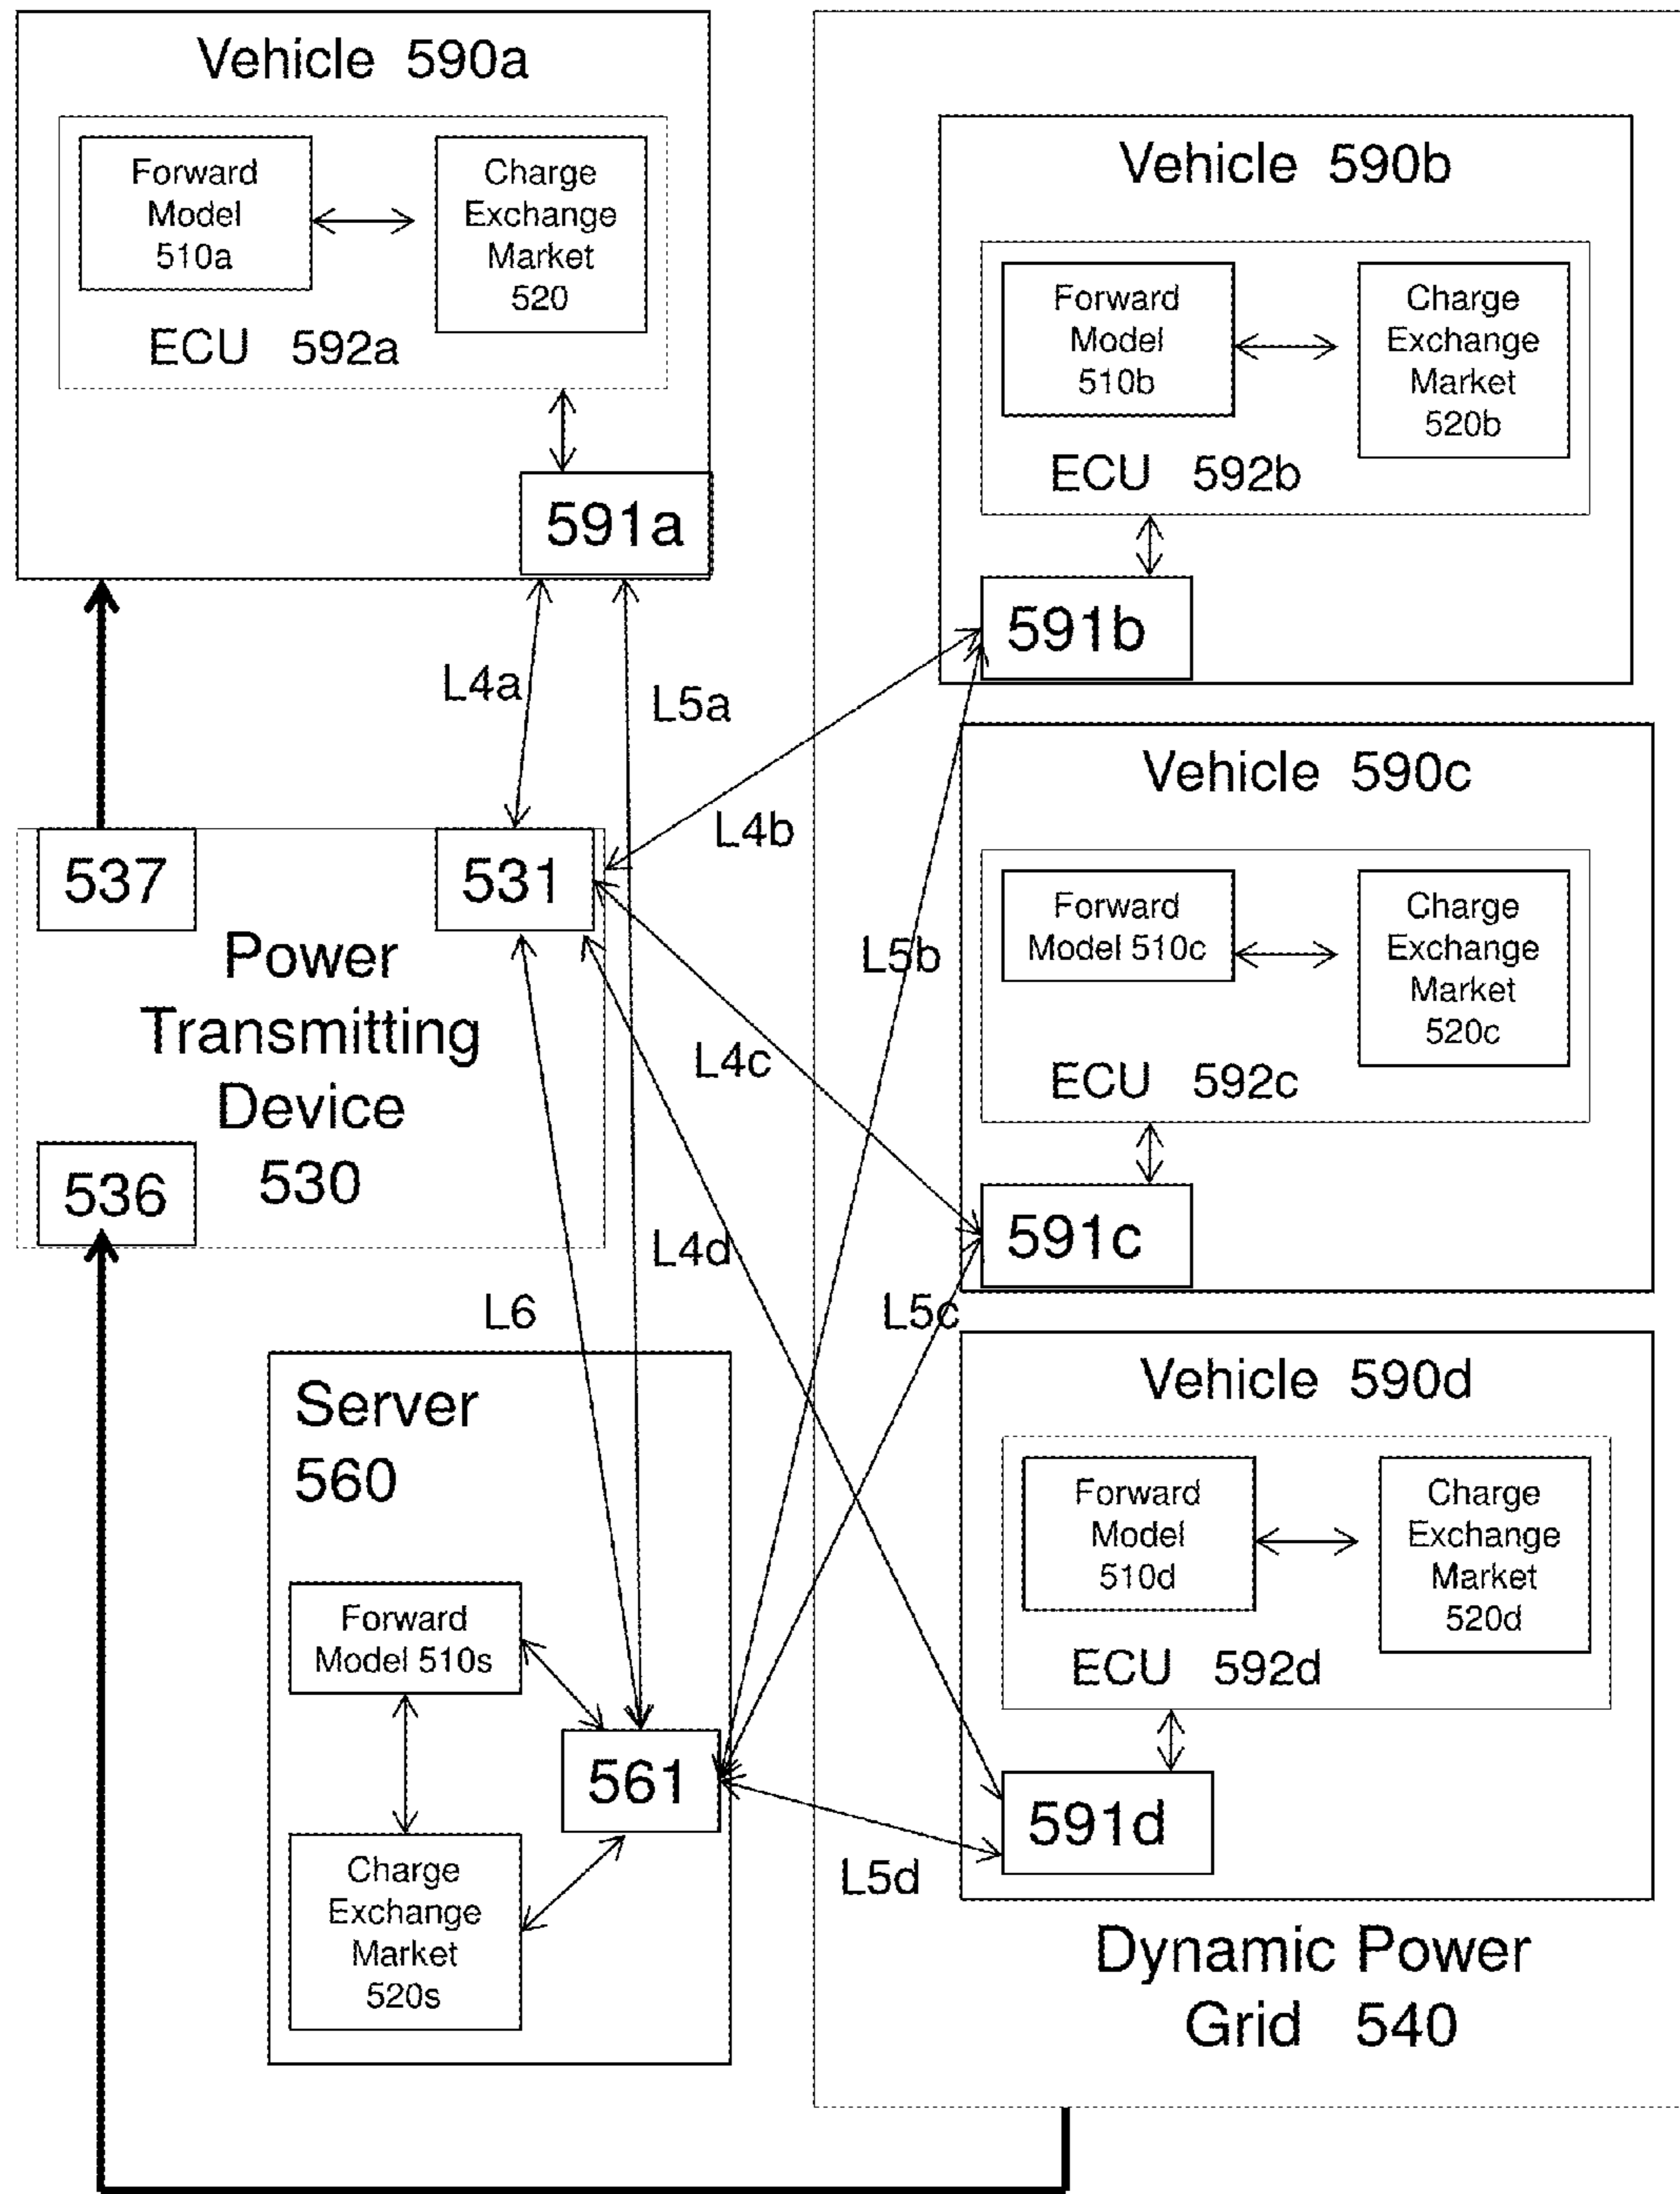 Vehicle 590a
Forward
Model
510a
Charge
Exchange
Market
520
ECU 592a
591a
L4a
L5a
537
531
Power
Transmitting
Device
530
536
L4b
L4c
L4d
L5b
L5c
L5d
L6
Server
560
Forward
Model 510s
561
Charge
Exchange
Market
520s
Vehicle 590b
Forward
Model
510b
Charge
Exchange
Market
520b
ECU 592b
591b
Vehicle 590c
Forward
Model 510c
Charge
Exchange
Market
520c
ECU 592c
591c
Vehicle 590d
Forward
Model
510d
Charge
Exchange
Market
520d
ECU 592d
591d
Dynamic Power
Grid 540